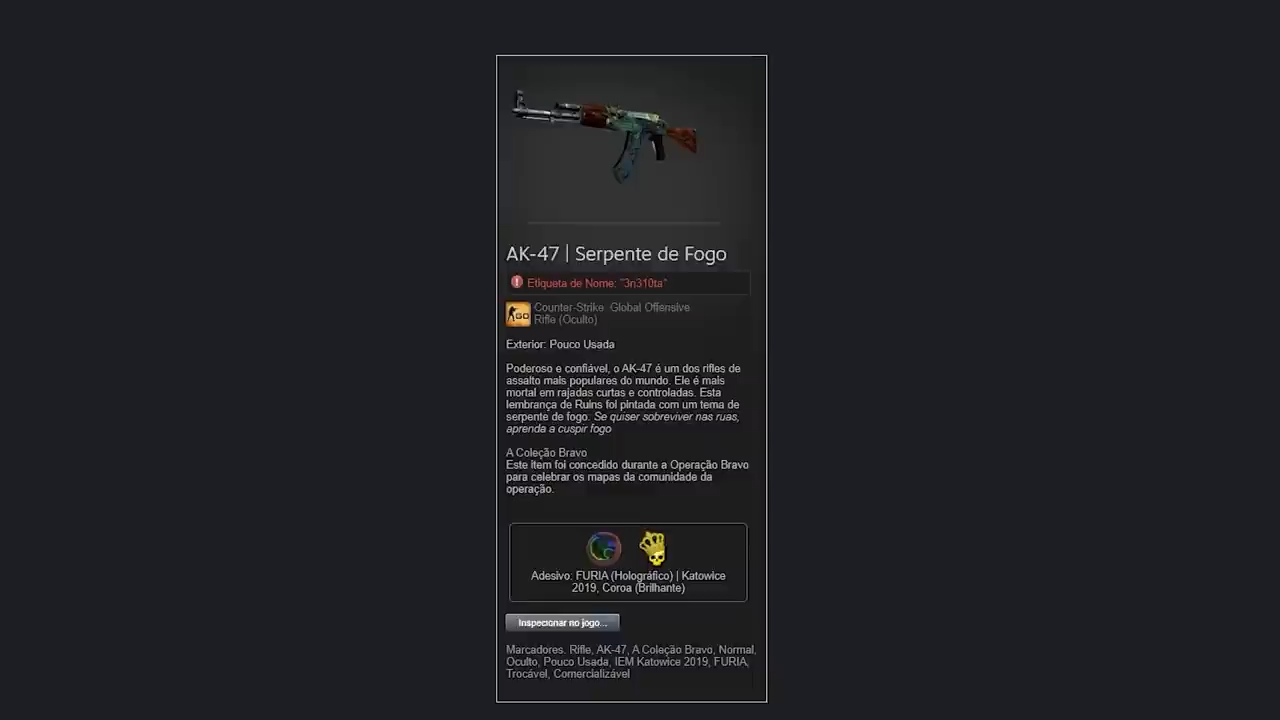 AK-47 | Serpente de Fogo
Etiqueta de Nome: "3n310ta"
GO
Counter-Strike Global Offensive
Rifle (Oculto)
Exterior: Pouco Usada
Poderoso e confiável, o AK-47 é um dos rifles de
assalto mais populares do mundo. Ele é mais
mortal em rajadas curtas e controladas. Esta
lembrança de Ruins foi pintada com um tema de
serpente de fogo. Se quiser sobreviver nas ruas,
aprenda a cuspir fogo
A Coleção Bravo
Este item foi concedido durante a Operação Bravo
para celebrar os mapas da comunidade da
operação.
Adesivo: FURIA (Holográfico) | Katowice
2019, Coroa (Brilhante)
Inspecionar no jogo...
Marcadores. Rifle, AK-47, A Coleção Bravo, Normal,
Oculto, Pouco Usada, IEM Katowice 2019, FURIA,
Trocável, Comercializável